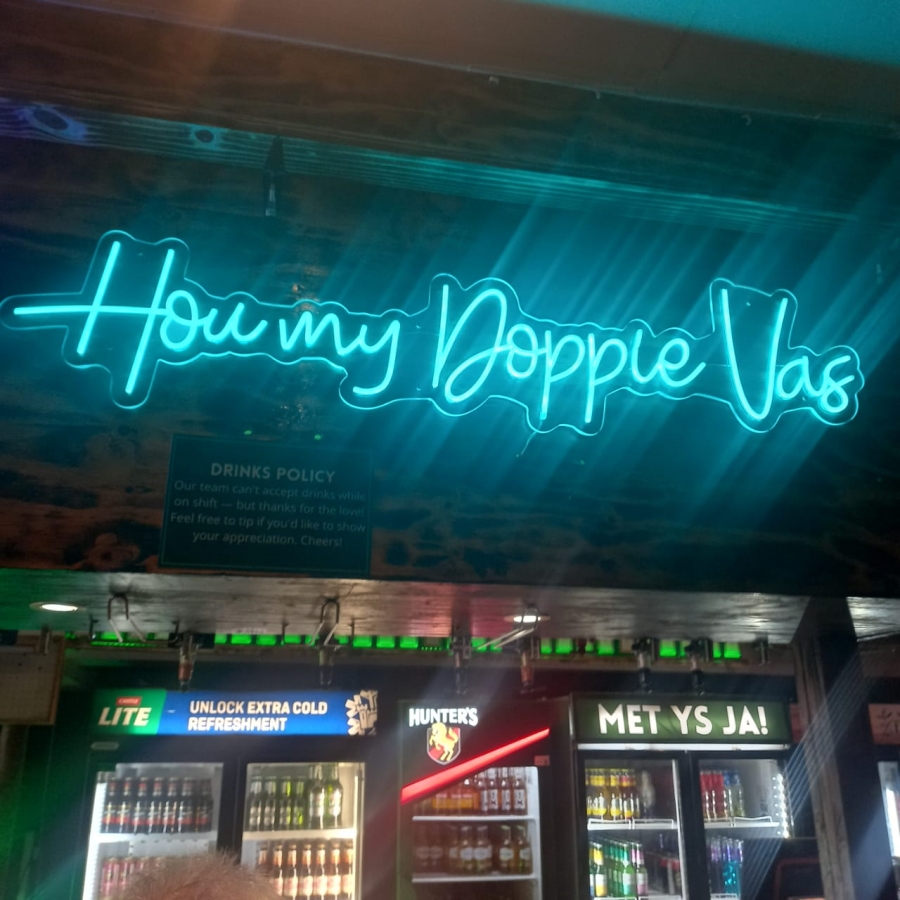 Hou my Doppie Vas
DRINKS POLICY
Our team can't accept drinks while
on shift — but thanks for the love!
Feel free to tip if you'd like to show
your appreciation. Cheers!
CASTLE
LITE
UNLOCK EXTRA COLD
REFRESHMENT
HUNTER'S
MET YS JA!